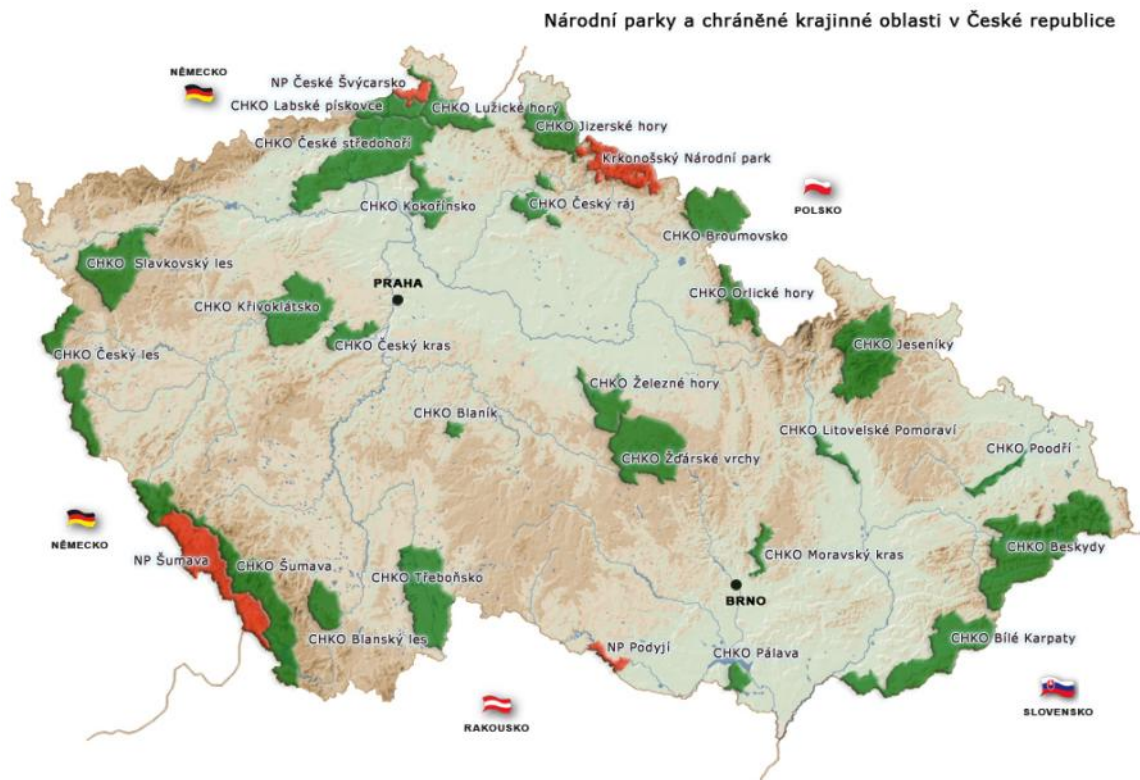 Národní parky a chráněné krajinné oblasti v České republice
NĚMECKO
NP České Švýcarsko
CHKO Labské pískovce
CHKO Lužické hory
CHKO Jizerské hory
CHKO České středohoří
Krkonošský Národní park
POLSKO
CHKO Kokořínsko
CHKO Český ráj
CHKO Broumovsko
CHKO Slavkovský les
PRAHA
CHKO Orlické hory
CHKO Křivoklátsko
CHKO Český kras
CHKO Jeseníky
CHKO Český les
CHKO Železné hory
CHKO Blaník
CHKO Litovelské Pomoraví
CHKO Poodří
CHKO Žďárské vrchy
NĚMECKO
NP Šumava
CHKO Šumava
CHKO Třeboňsko
CHKO Moravský kras
CHKO Beskydy
BRNO
CHKO Blanský les
NP Podyjí
CHKO Pálava
CHKO Bílé Karpaty
RAKOUSKO
SLOVENSKO